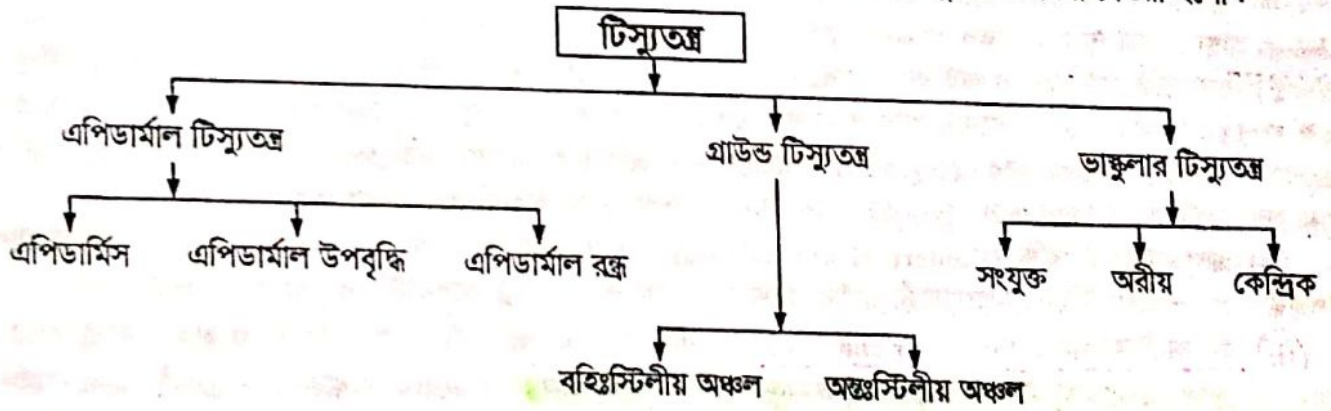 টিস্যুতন্ত্র
এপিডার্মাল টিস্যুতন্ত্র
গ্রাউন্ড টিস্যুতন্ত্র
ভাস্কুলার টিস্যুতন্ত্র
এপিডার্মিস
এপিডার্মাল উপবৃদ্ধি
এপিডার্মাল রন্ধ্র
সংযুক্ত
অরীয়
কেন্দ্রিক
বহিঃস্টিলীয় অঞ্চল
অন্তঃস্টিলীয় অঞ্চল